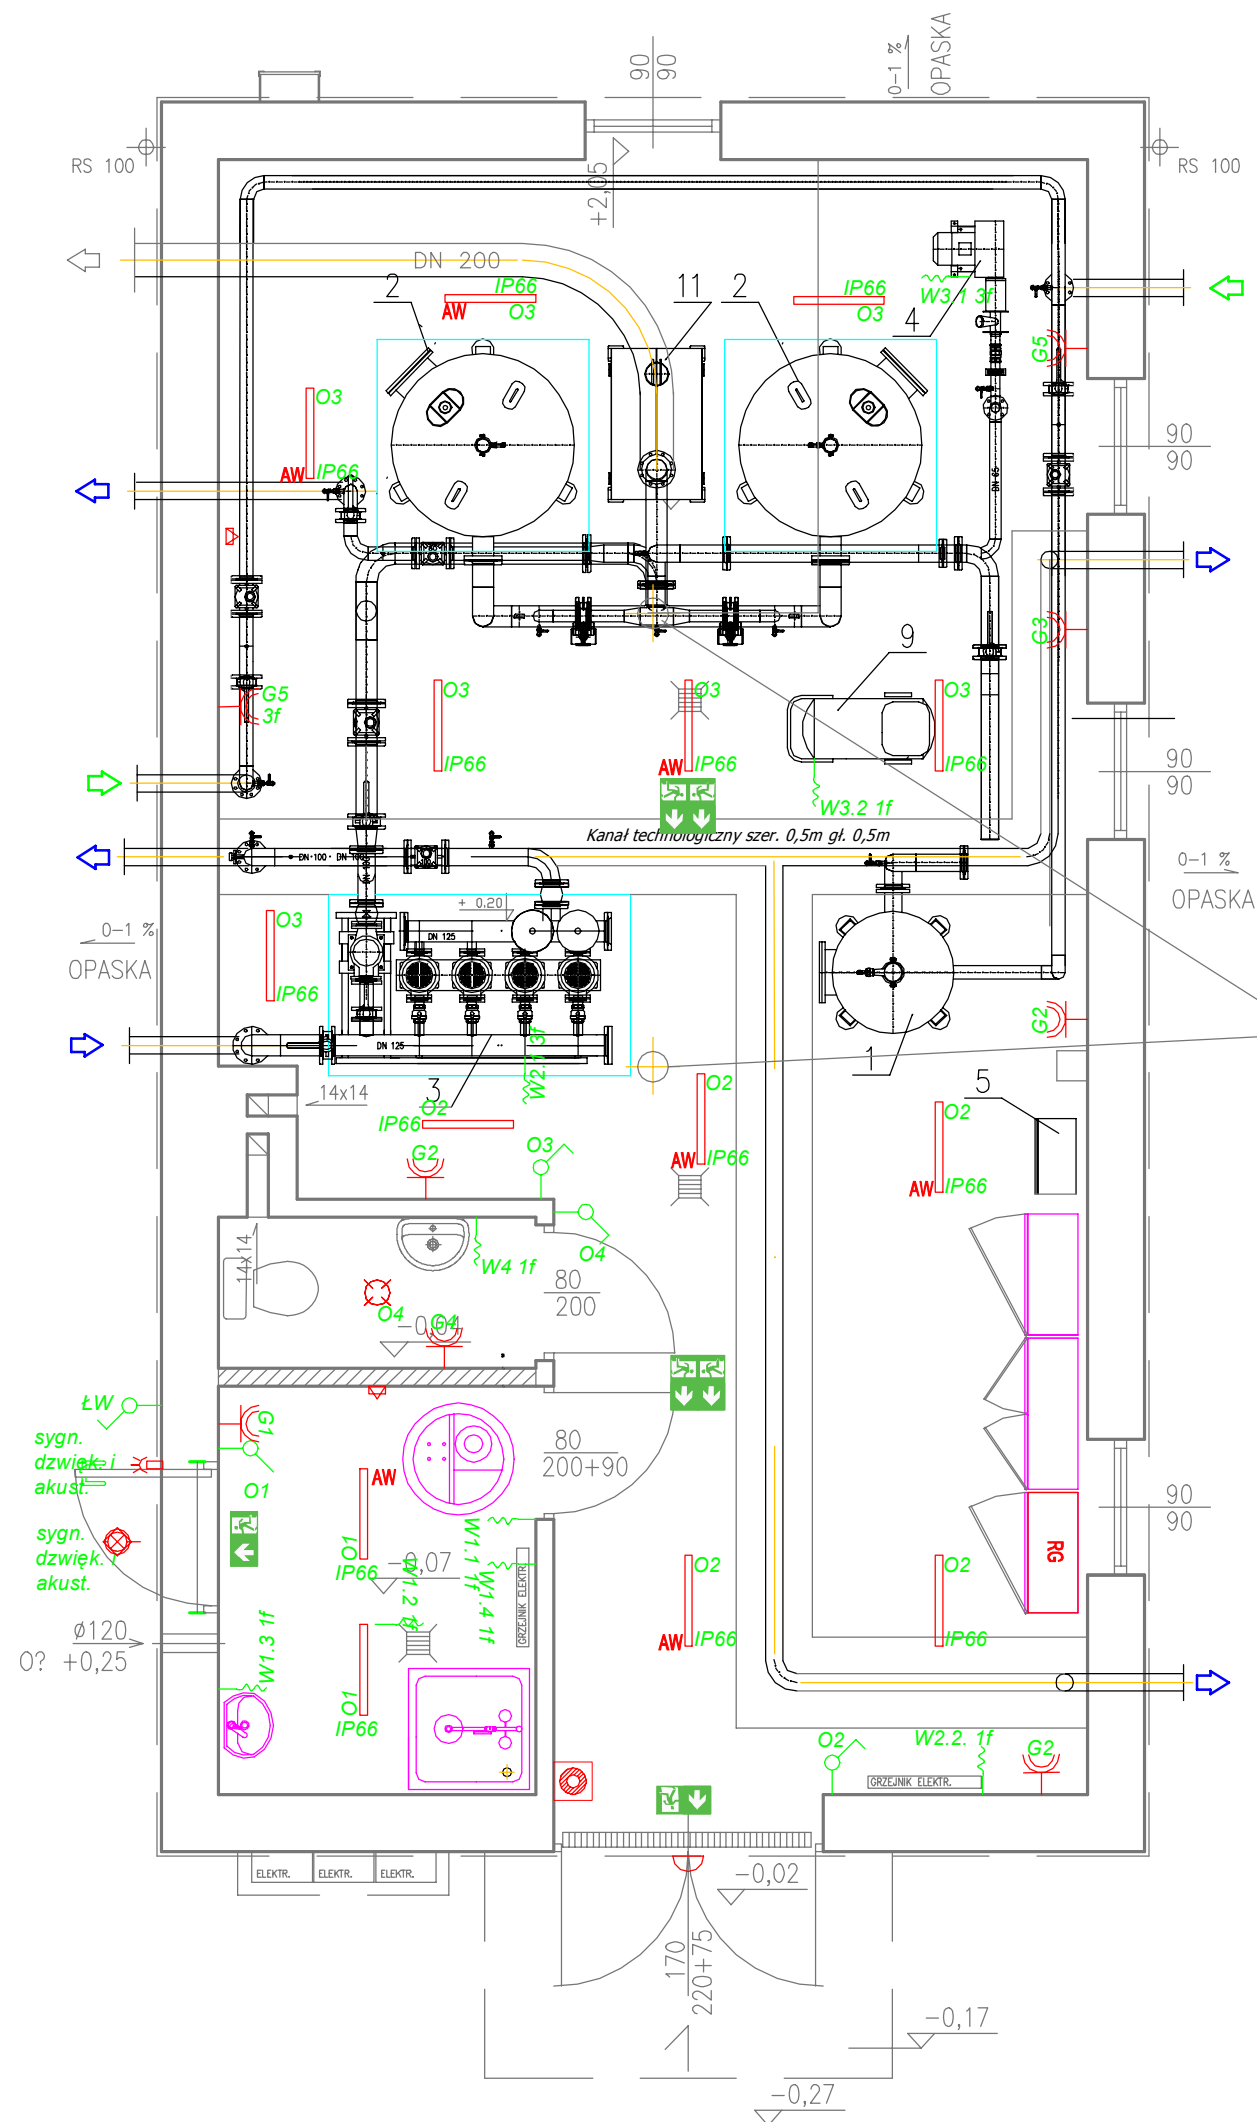 90
90
0-1 %
OPASKA
RS 100
RS 100
+2,05
DN 200
2
IP66
AW
O3
11
2
IP66
O3
W3.1 3f
4
G5
O3
AW
IP66
DN 65
90
90
G3
9
G5
3f
O3
IP66
O3
AW
IP66
O3
IP66
W3.2 1f
90
90
Kanał technologiczny szer. 0,5m gł. 0,5m
DN 100
DN 100
0-1 %
OPASKA
0-1 %
OPASKA
O3
IP66
+ 0.20
DN 125
DN 125
3
W2.1 3f
1
G2
5
14x14
O2
IP66
G2
O3
O2
AW
IP66
O2
AW
IP66
14x14
W4 1f
O4
O4
G4
-0,04
80
200
ŁW
G1
sygn.
dzwięk. i
akust.
O1
AW
80
200+90
90
90
sygn.
dzwięk. i
akust.
O1
IP66
-0,07
W1.2 1f
W1.1 1f
W1.4 1f
GRZEJNIK ELEKTR.
O2
AW
IP66
O2
IP66
RG
ø120
O? +0,25
W1.3 1f
O1
IP66
O2
W2.2. 1f
G2
GRZEJNIK ELEKTR.
ELEKTR.
ELEKTR.
ELEKTR.
-0,02
170
220+75
-0,17
-0,27